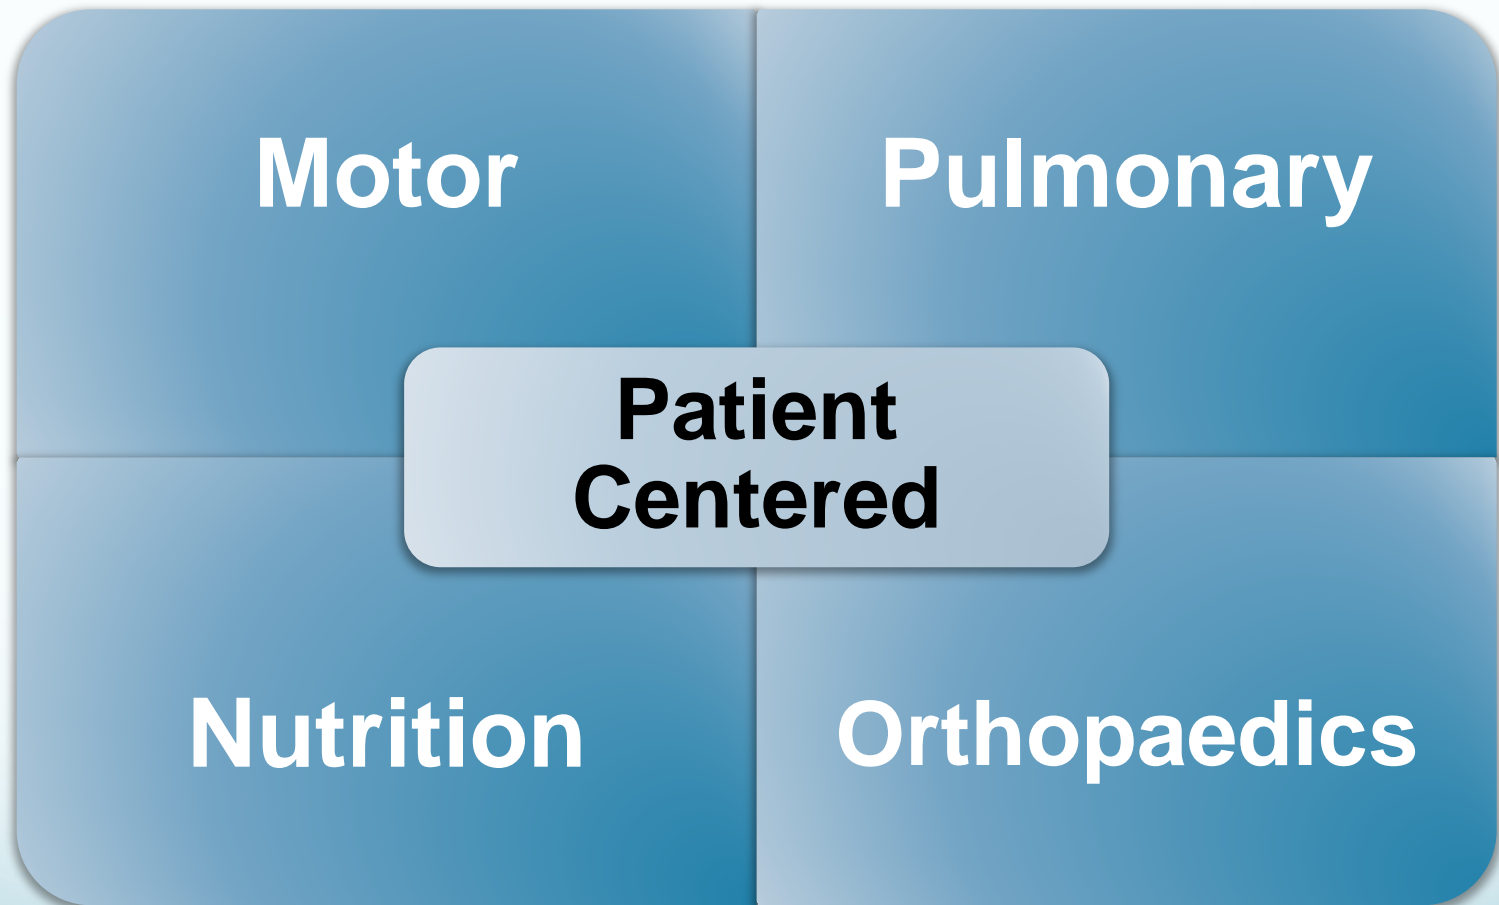 Motor
Pulmonary
Patient
Centered
Nutrition
Orthopaedics